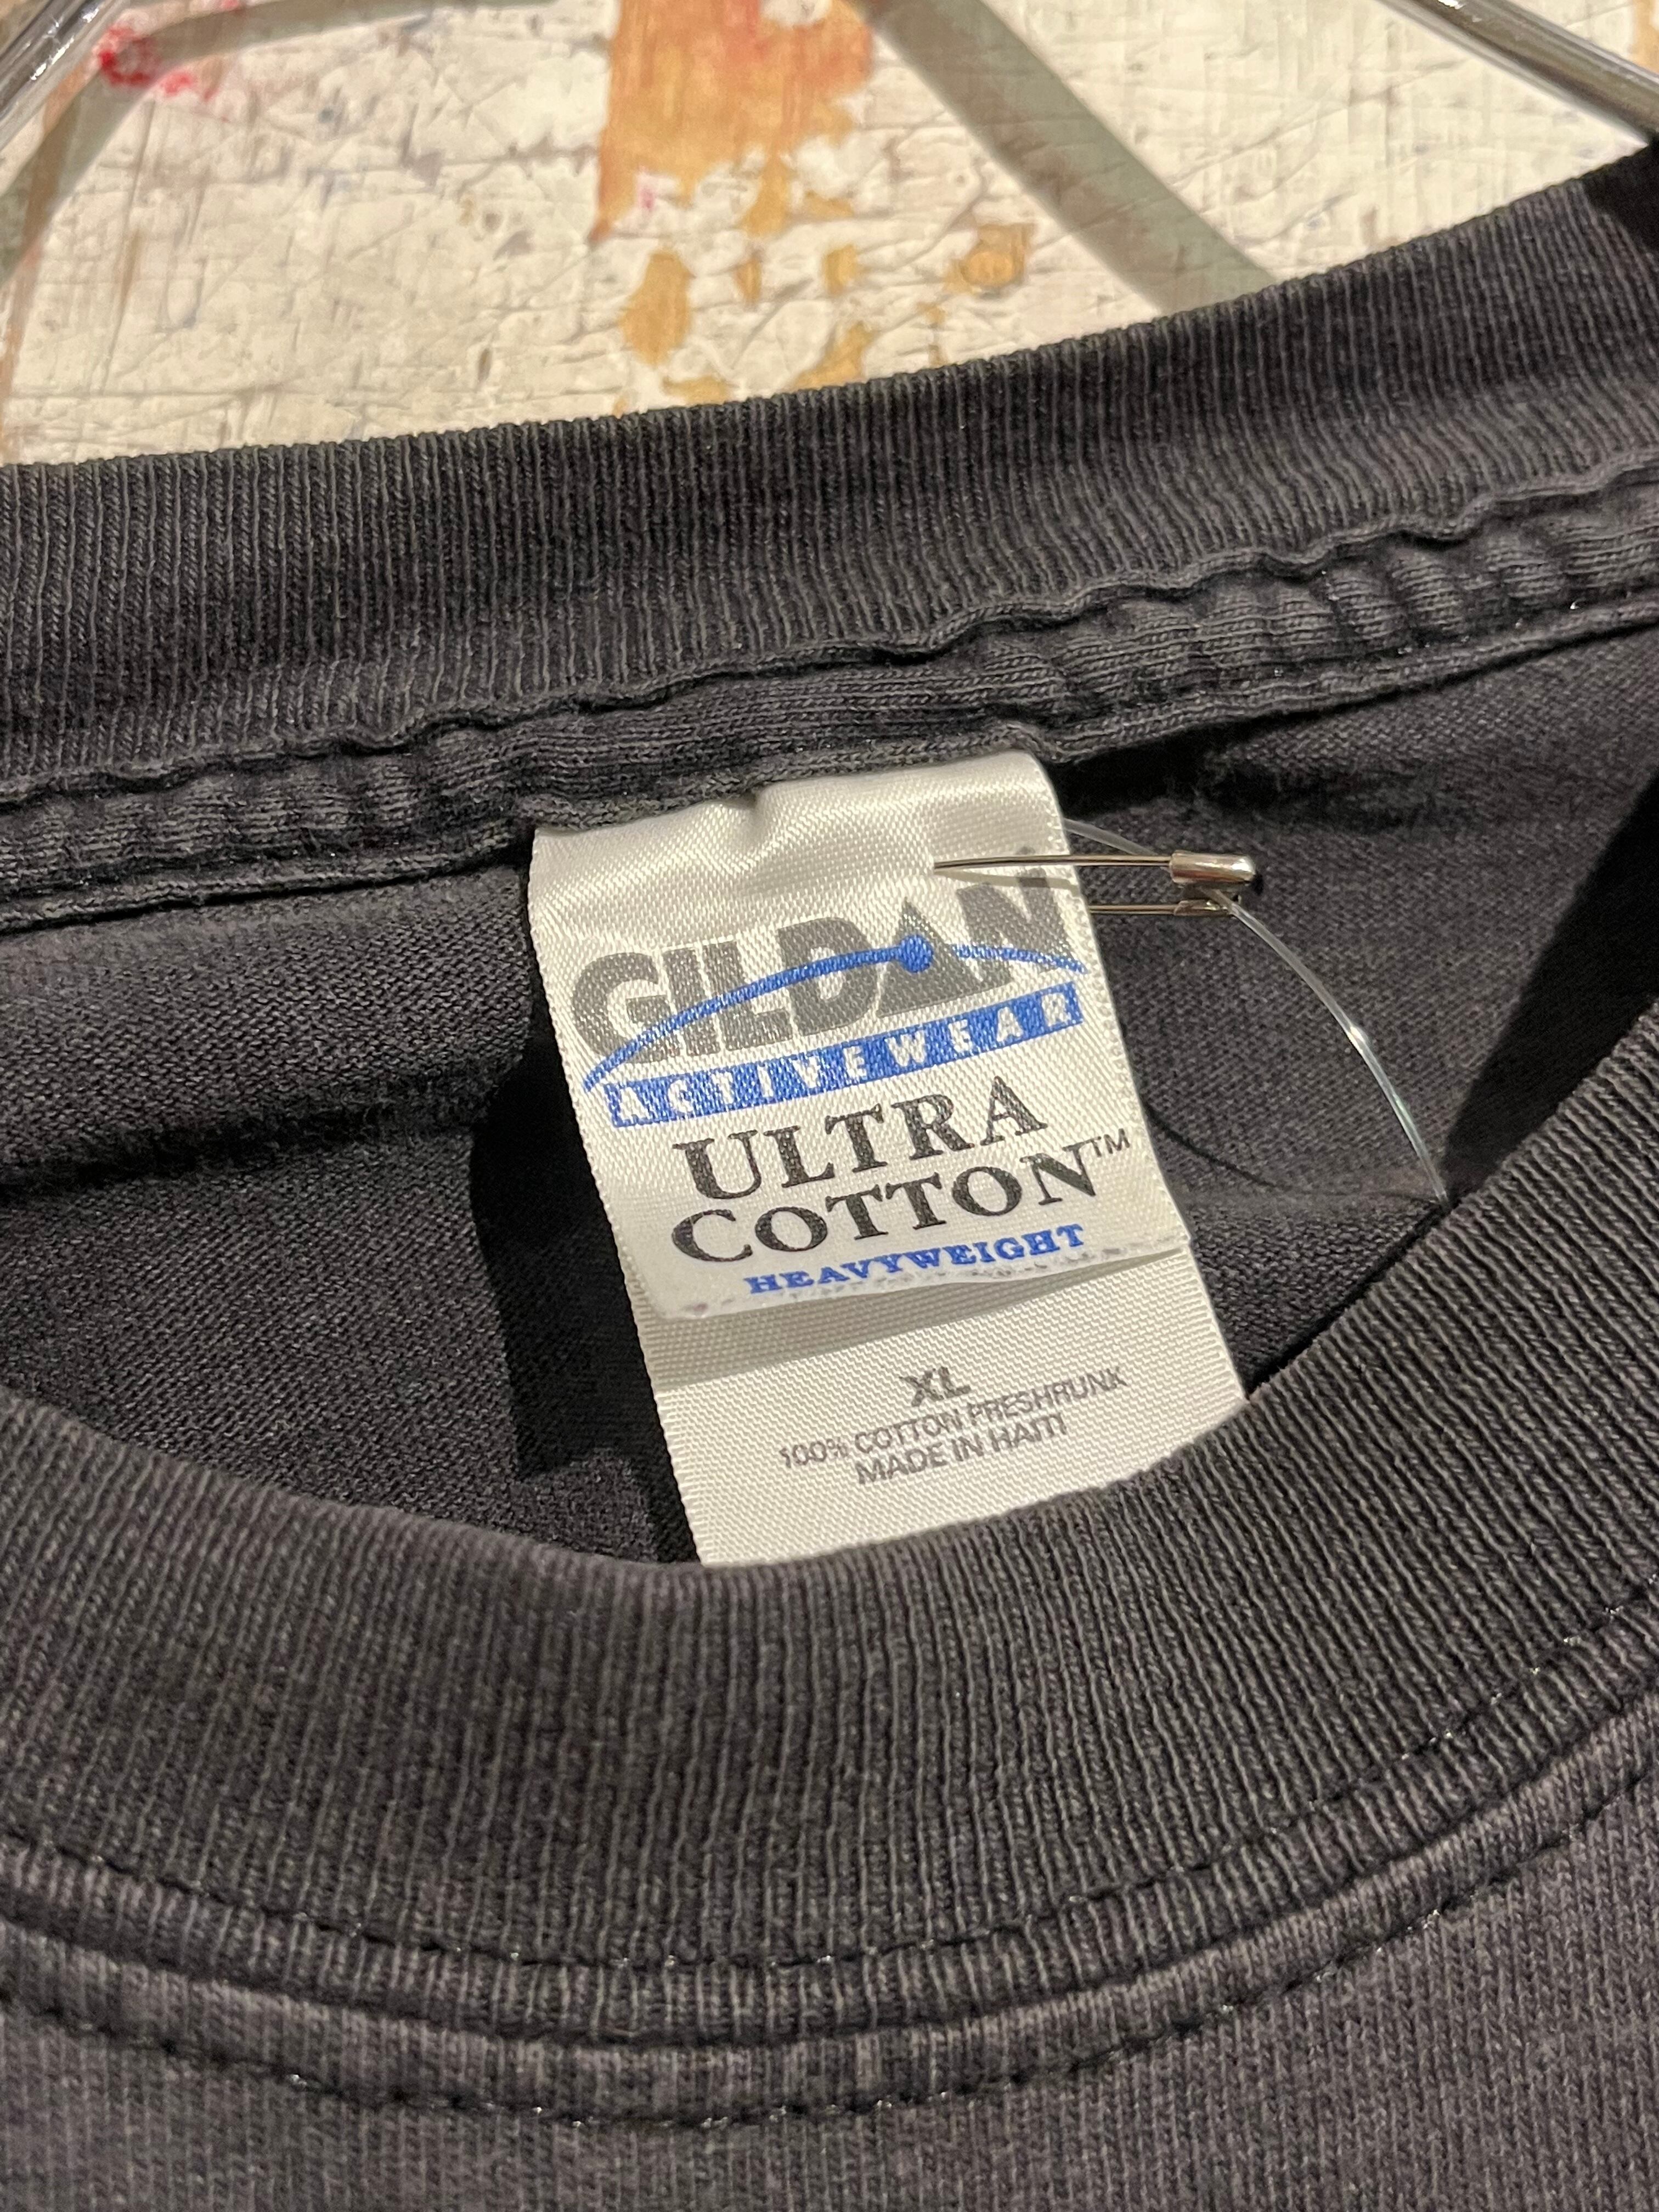 GILDAN
ACTIVEWEAR
ULTRA
COTTON™
HEAVYWEIGHT
XL
100% COTTON PRESHRUNK
MADE IN HAITI